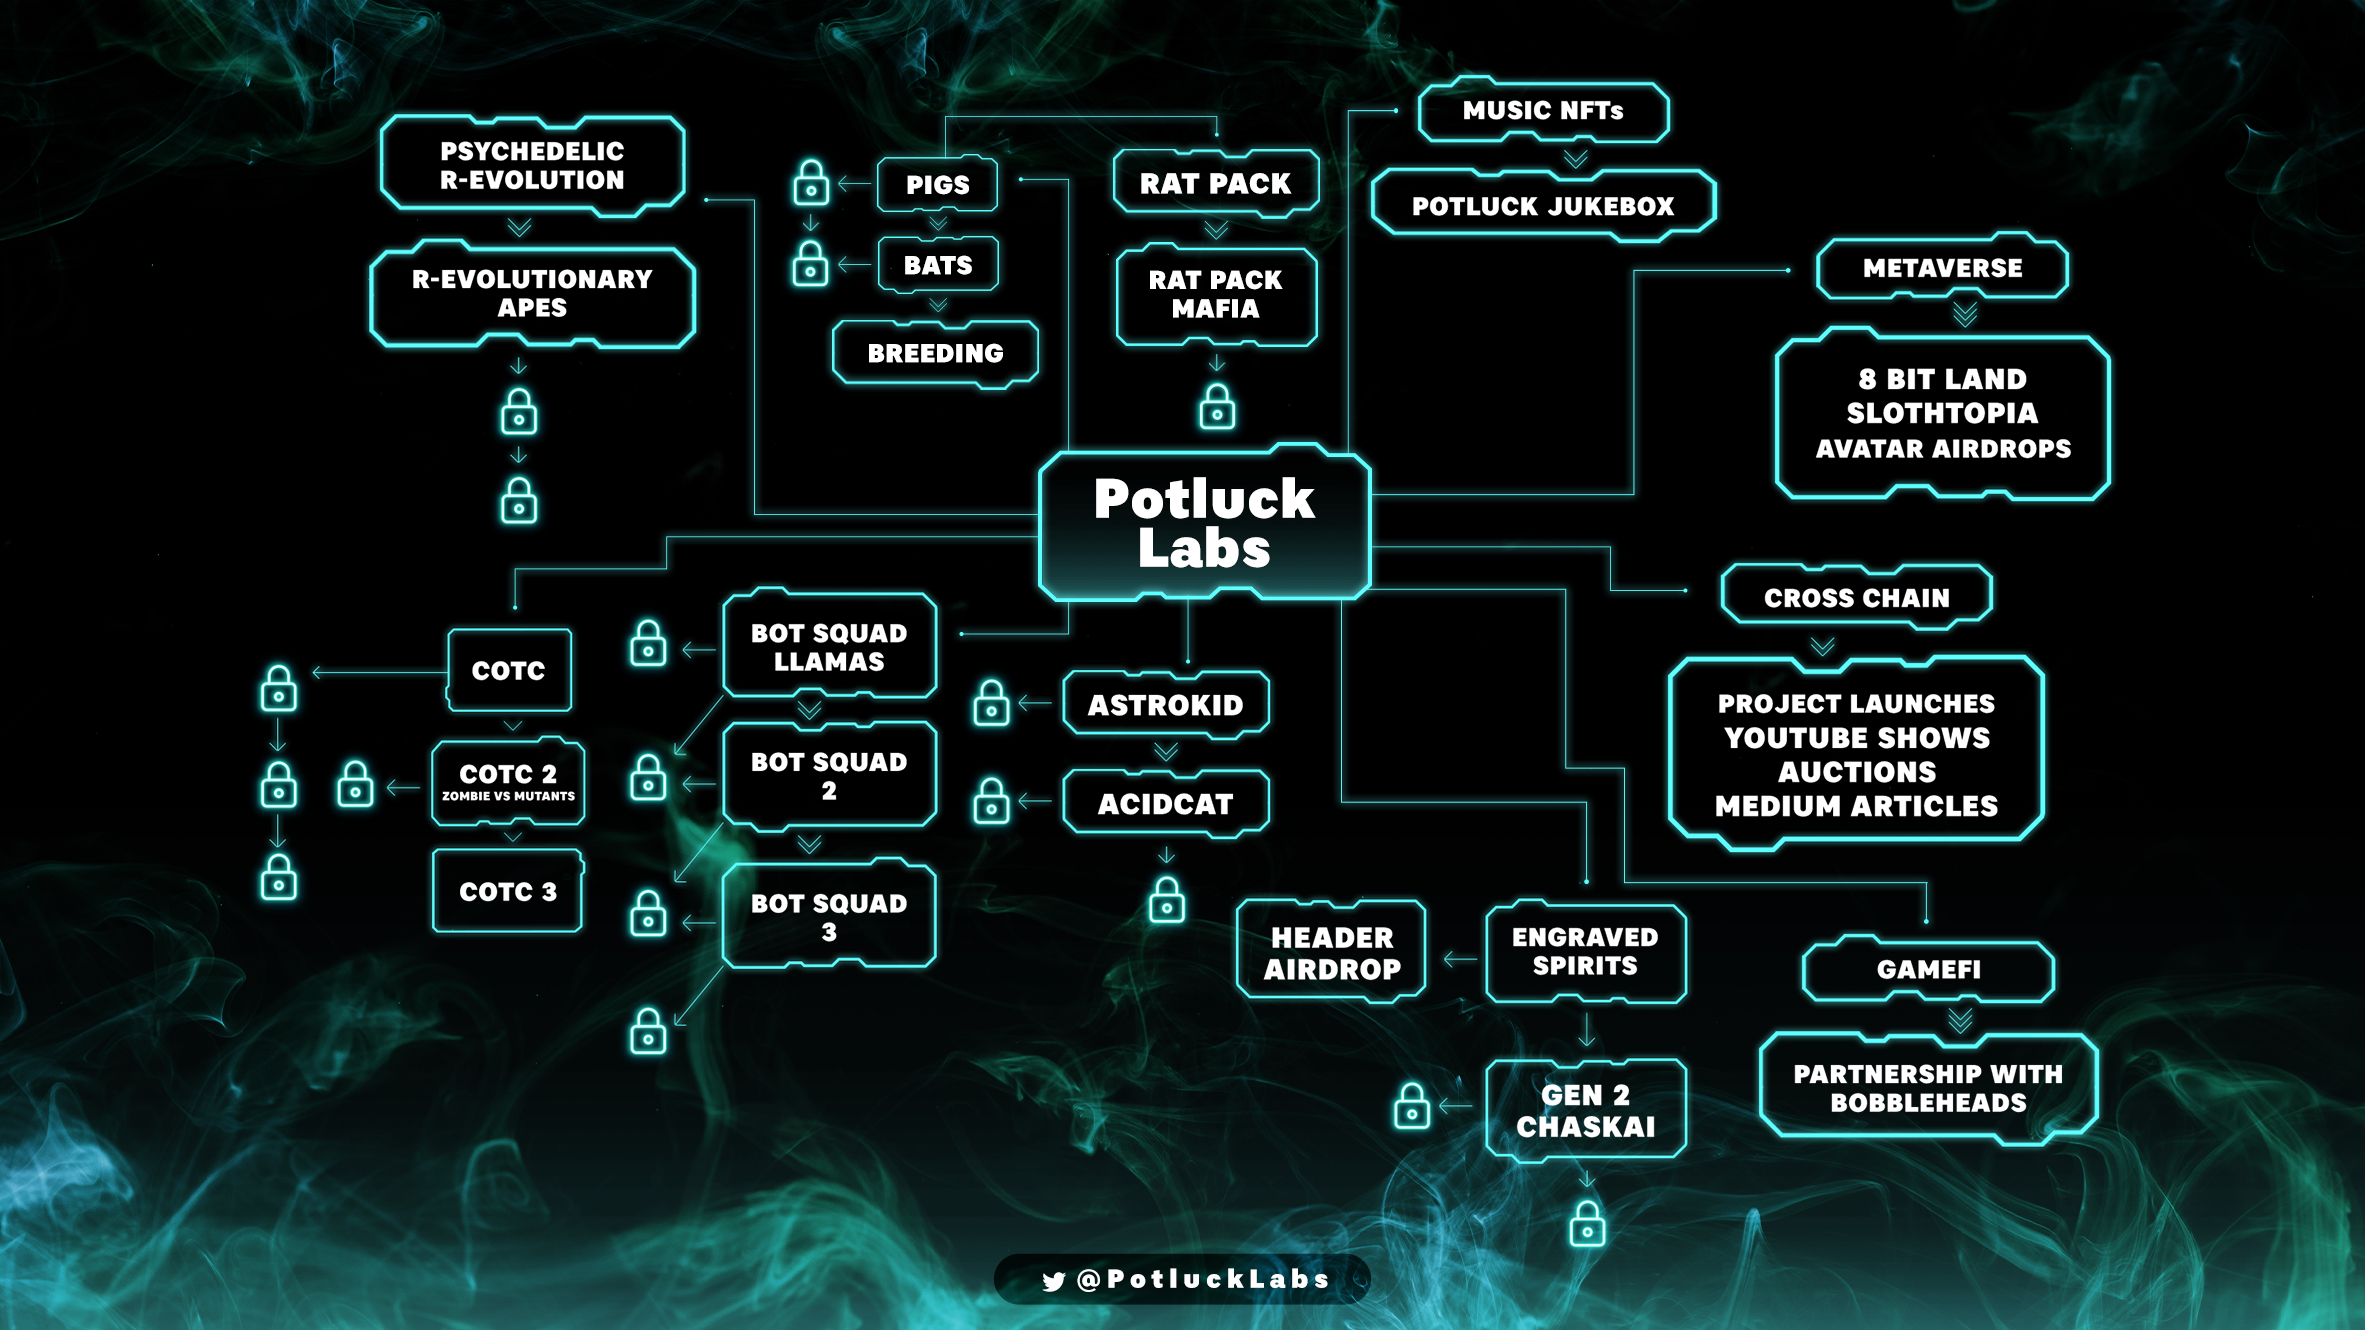 PSYCHEDELIC
R-EVOLUTION
R-EVOLUTIONARY
APES
PIGS
BATS
BREEDING
RAT PACK
RAT PACK
MAFIA
MUSIC NFTs
POTLUCK JUKEBOX
METAVERSE
8 BIT LAND
SLOTHTOPIA
AVATAR AIRDROPS
Potluck
Labs
CROSS CHAIN
PROJECT LAUNCHES
YOUTUBE SHOWS
AUCTIONS
MEDIUM ARTICLES
COTC
COTC 2
ZOMBIE VS MUTANTS
COTC 3
BOT SQUAD
LLAMAS
BOT SQUAD
2
BOT SQUAD
3
ASTROKID
ACIDCAT
HEADER
AIRDROP
ENGRAVED
SPIRITS
GEN 2
CHASKAI
GAMEFI
PARTNERSHIP WITH
BOBBLEHEADS
@PotluckLabs